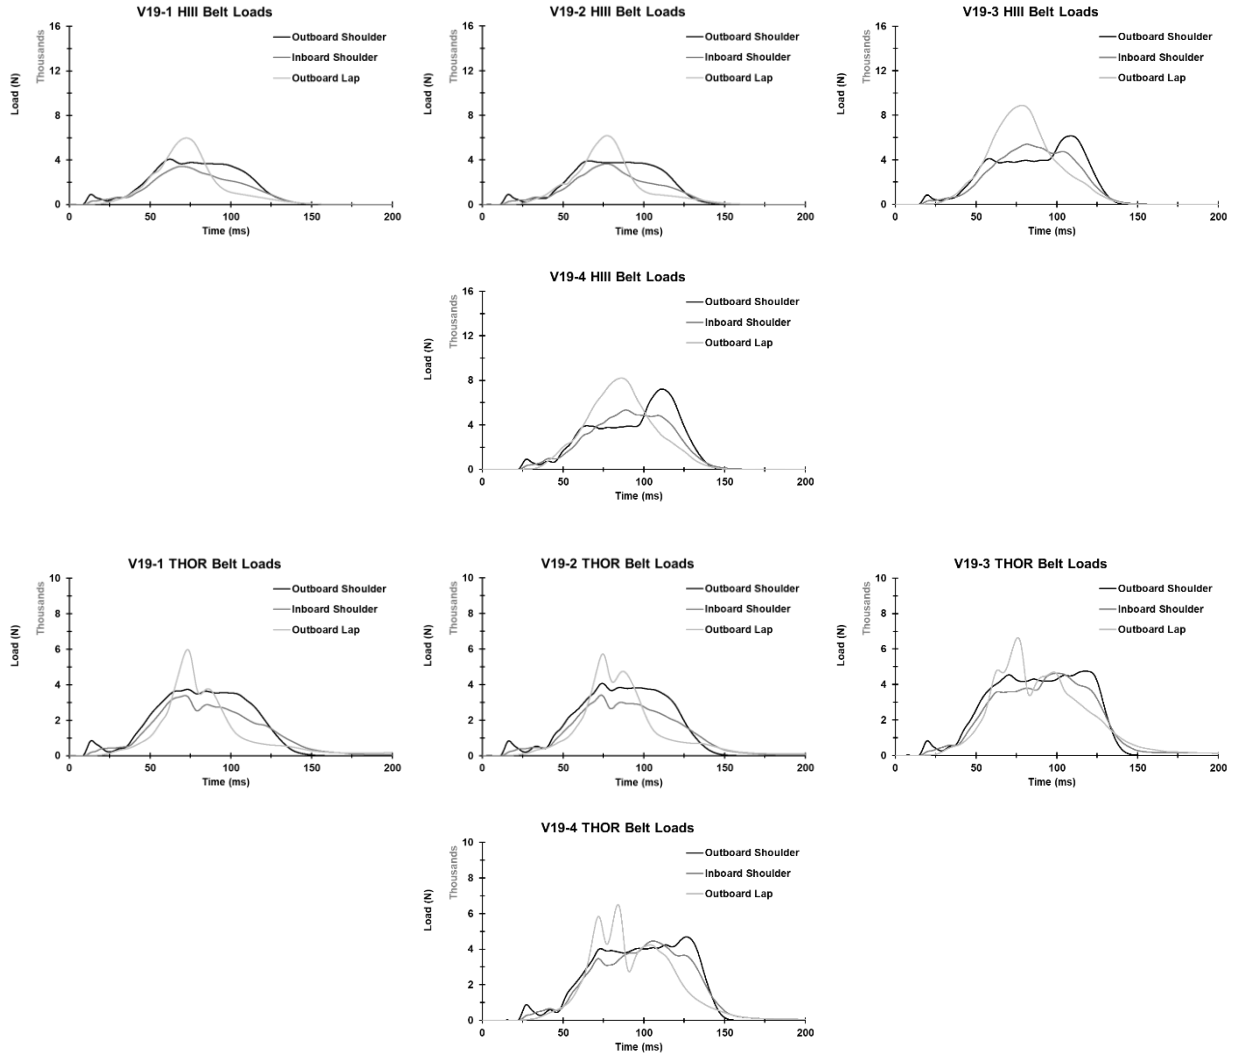 V19-1 HIII Belt Loads
16
12
8
4
0
Load (N)
Thousands
Outboard Shoulder
Inboard Shoulder
Outboard Lap
0 50 100 150 200
Time (ms)
V19-2 HIII Belt Loads
16
12
8
4
0
Load (N)
Thousands
Outboard Shoulder
Inboard Shoulder
Outboard Lap
0 50 100 150 200
Time (ms)
V19-3 HIII Belt Loads
16
12
8
4
0
Load (N)
Thousands
Outboard Shoulder
Inboard Shoulder
Outboard Lap
0 50 100 150 200
Time (ms)
V19-4 HIII Belt Loads
16
12
8
4
0
Load (N)
Thousands
Outboard Shoulder
Inboard Shoulder
Outboard Lap
0 50 100 150 200
Time (ms)
V19-1 THOR Belt Loads
10
8
6
4
2
0
Load (N)
Thousands
Outboard Shoulder
Inboard Shoulder
Outboard Lap
0 50 100 150 200
Time (ms)
V19-2 THOR Belt Loads
10
8
6
4
2
0
Load (N)
Thousands
Outboard Shoulder
Inboard Shoulder
Outboard Lap
0 50 100 150 200
Time (ms)
V19-3 THOR Belt Loads
10
8
6
4
2
0
Load (N)
Thousands
Outboard Shoulder
Inboard Shoulder
Outboard Lap
0 50 100 150 200
Time (ms)
V19-4 THOR Belt Loads
10
8
6
4
2
0
Load (N)
Thousands
Outboard Shoulder
Inboard Shoulder
Outboard Lap
0 50 100 150 200
Time (ms)